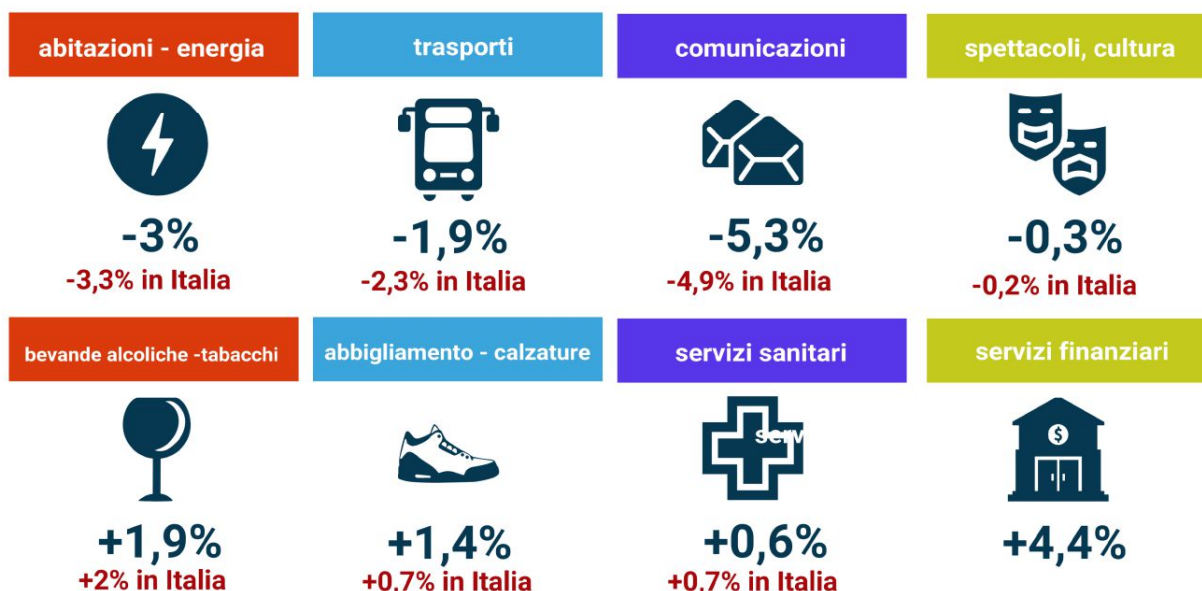 abitazioni - energia
trasporti
comunicazioni
spettacoli, cultura
-3%
-1,9%
-5,3%
-0,3%
-3,3% in Italia
-2,3% in Italia
-4,9% in Italia
-0,2% in Italia
bevande alcoliche -tabacchi
abbigliamento - calzature
servizi sanitari
servizi finanziari
$
serv
+1,9%
+1,4%
+0,6%
+4,4%
+2% in Italia
+0,7% in Italia
+0,7% in Italia